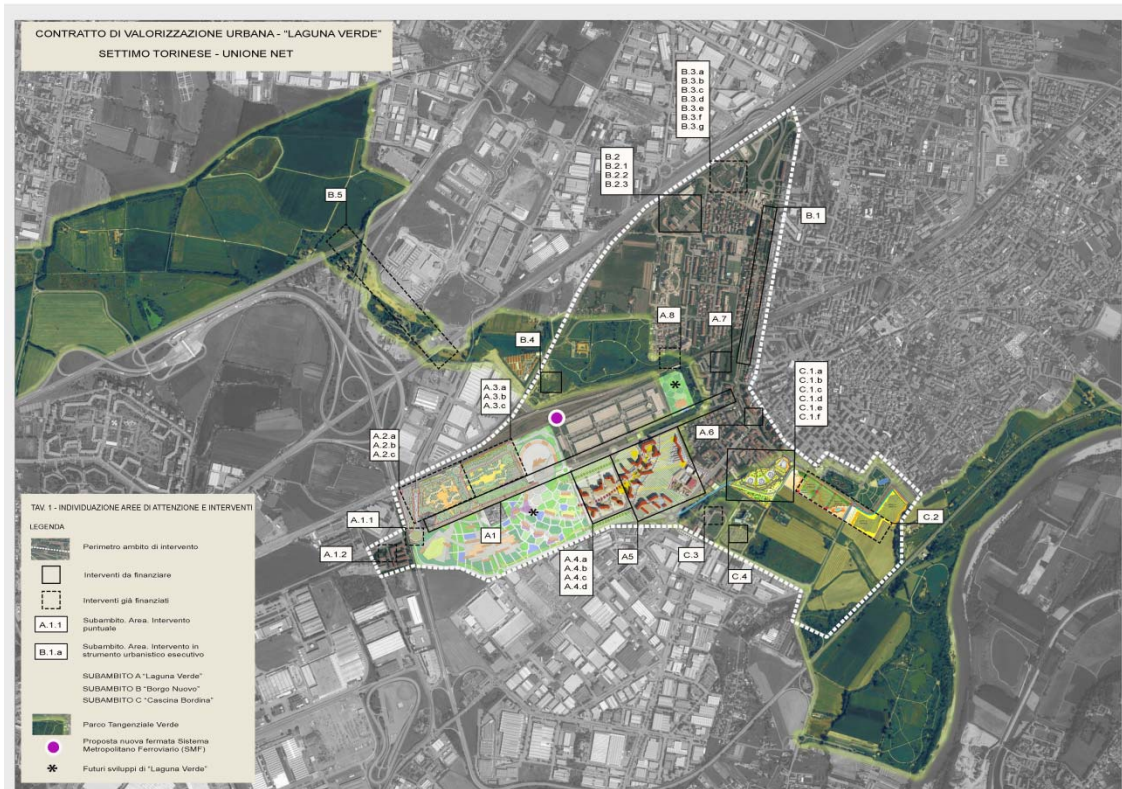 CONTRATTO DI VALORIZZAZIONE URBANA - "LAGUNA VERDE"
SETTIMO TORINESE - UNIONE NET
B.3.a
B.3.b
B.3.c
B.3.d
B.3.e
B.3.f
B.3.g
B.2
B.2.1
B.2.2
B.2.3
B.5
B.1
A.8
A.7
B.4
A.3.a
A.3.b
A.3.c
C.1.a
C.1.b
C.1.c
C.1.d
C.1.e
C.1.f
A.2.a
A.2.b
A.2.c
A.6
A.1.1
A1
A.1.2
A.4.a
A.4.b
A.4.c
A.4.d
A5
C.3
C.4
C.2
TAV. 1 - INDIVIDUAZIONE AREE DI ATTENZIONE E INTERVENTI
LEGENDA
Perimetro ambito di intervento
Interventi da finanziare
Interventi già finanziati
A.1.1
Subambito. Area. Intervento
puntuale
B.1.a
Subambito. Area. Intervento in
strumento urbanistico esecutivo
SUBAMBITO A "Laguna Verde"
SUBAMBITO B "Borgo Nuovo"
SUBAMBITO C "Cascina Bordina"
Parco Tangenziale Verde
Proposta nuova fermata Sistema
Metropolitano Ferroviario (SMF)
Futuri sviluppi di "Laguna Verde"